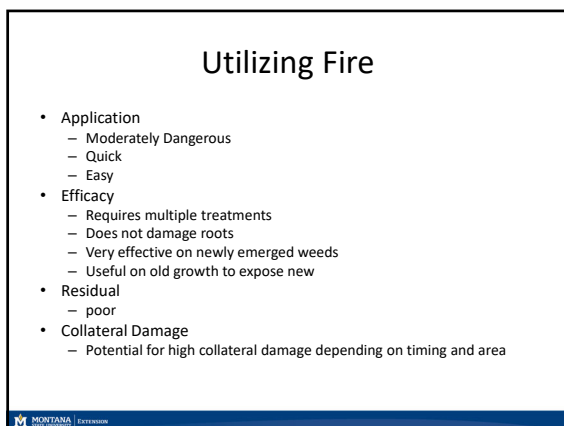 Utilizing Fire
• Application
– Moderately Dangerous
– Quick
– Easy
• Efficacy
– Requires multiple treatments
– Does not damage roots
– Very effective on newly emerged weeds
– Useful on old growth to expose new
• Residual
– poor
• Collateral Damage
– Potential for high collateral damage depending on timing and area
MONTANA STATE UNIVERSITY EXTENSION